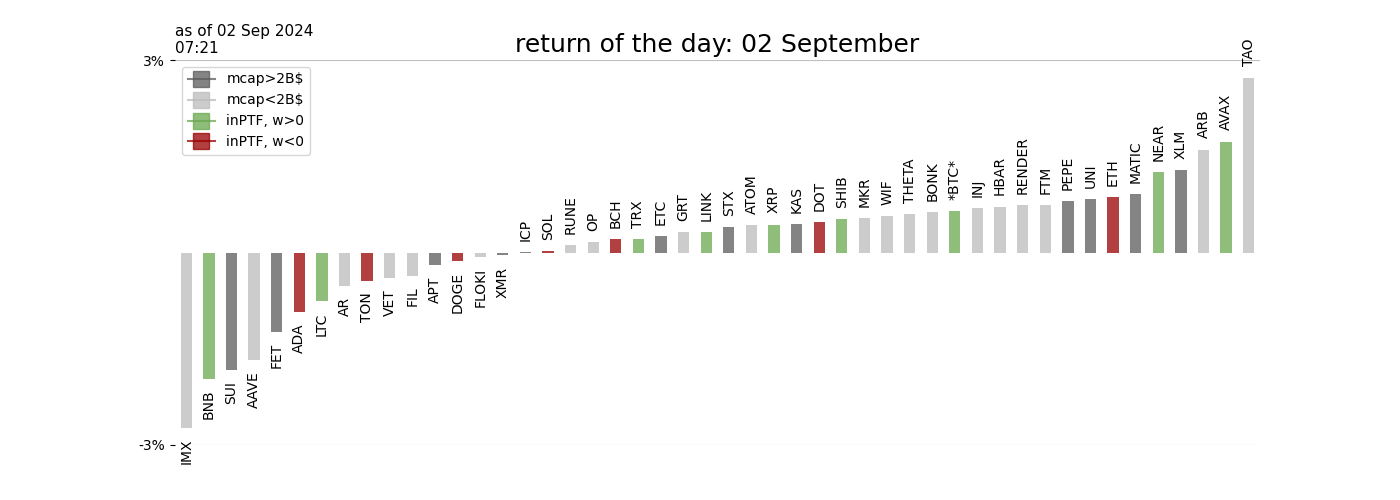 as of 02 Sep 2024
07:21
return of the day: 02 September
3%
-3%
mcap>2B$
mcap<2B$
inPTF, w>0
inPTF, w<0
IMX
BNB
SUI
AAVE
FET
ADA
LTC
AR
TON
VET
FIL
APT
DOGE
FLOKI
XMR
ICP
SOL
RUNE
OP
BCH
TRX
ETC
GRT
LINK
STX
ATOM
XRP
KAS
DOT
SHIB
MKR
WIF
THETA
BONK
*BTC*
INJ
HBAR
RENDER
FTM
PEPE
UNI
ETH
MATIC
NEAR
XLM
ARB
AVAX
TAO